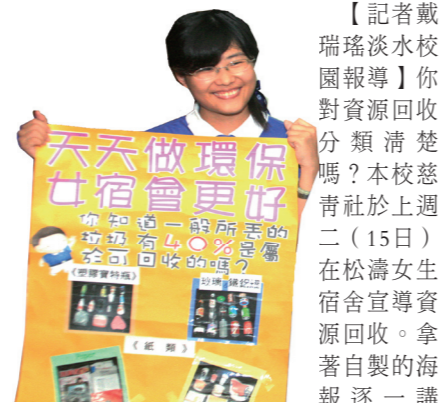 天天做環保
女宿會更好
你知道一般所丟的
垃圾有40%是屬
於可回收的嗎？
《塑膠寶特瓶》
玻璃、鐵鋁罐
《紙類》
【記者戴
瑞瑤淡水校
園報導】你
對資源回收
分類清楚
嗎？本校慈
青社於上週
二（15日）
在松濤女生
宿舍宣導資
源回收。拿
著自製的海
報逐一講